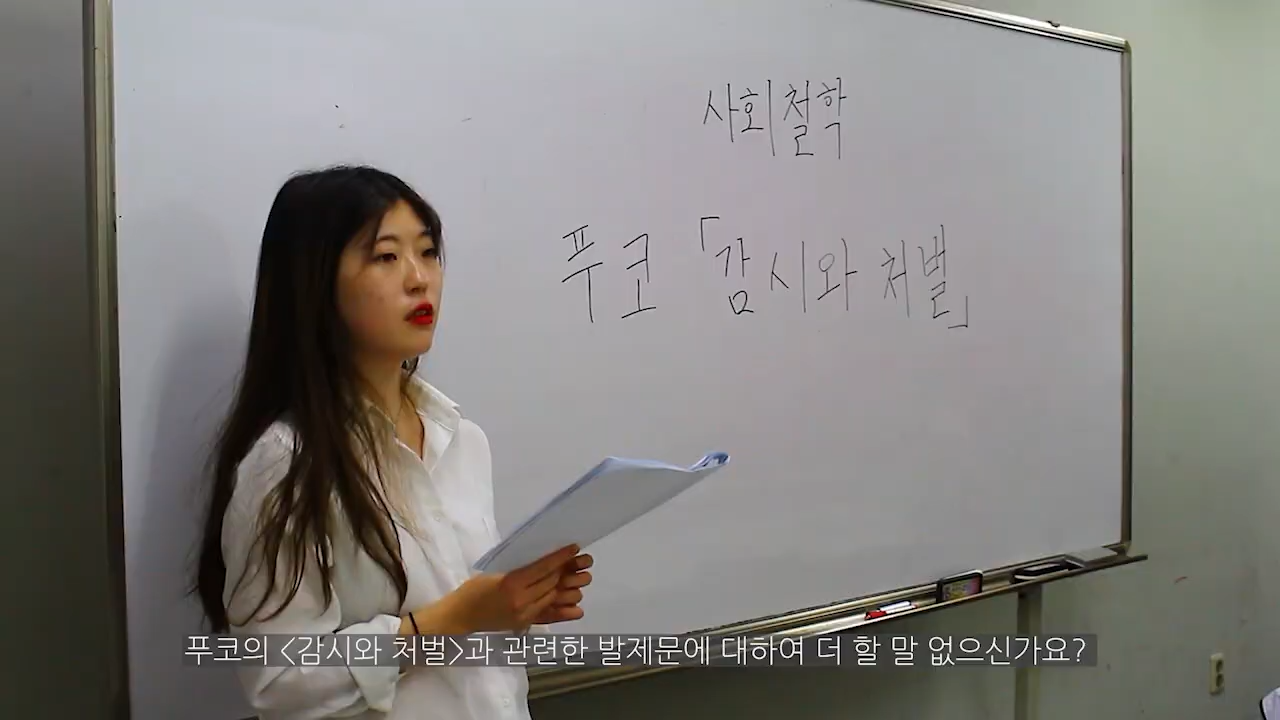 사회철학
푸코 「감시와 처벌」
푸코의 <감시와 처벌>과 관련한 발제문에 대하여 더 할 말 없으신가요?